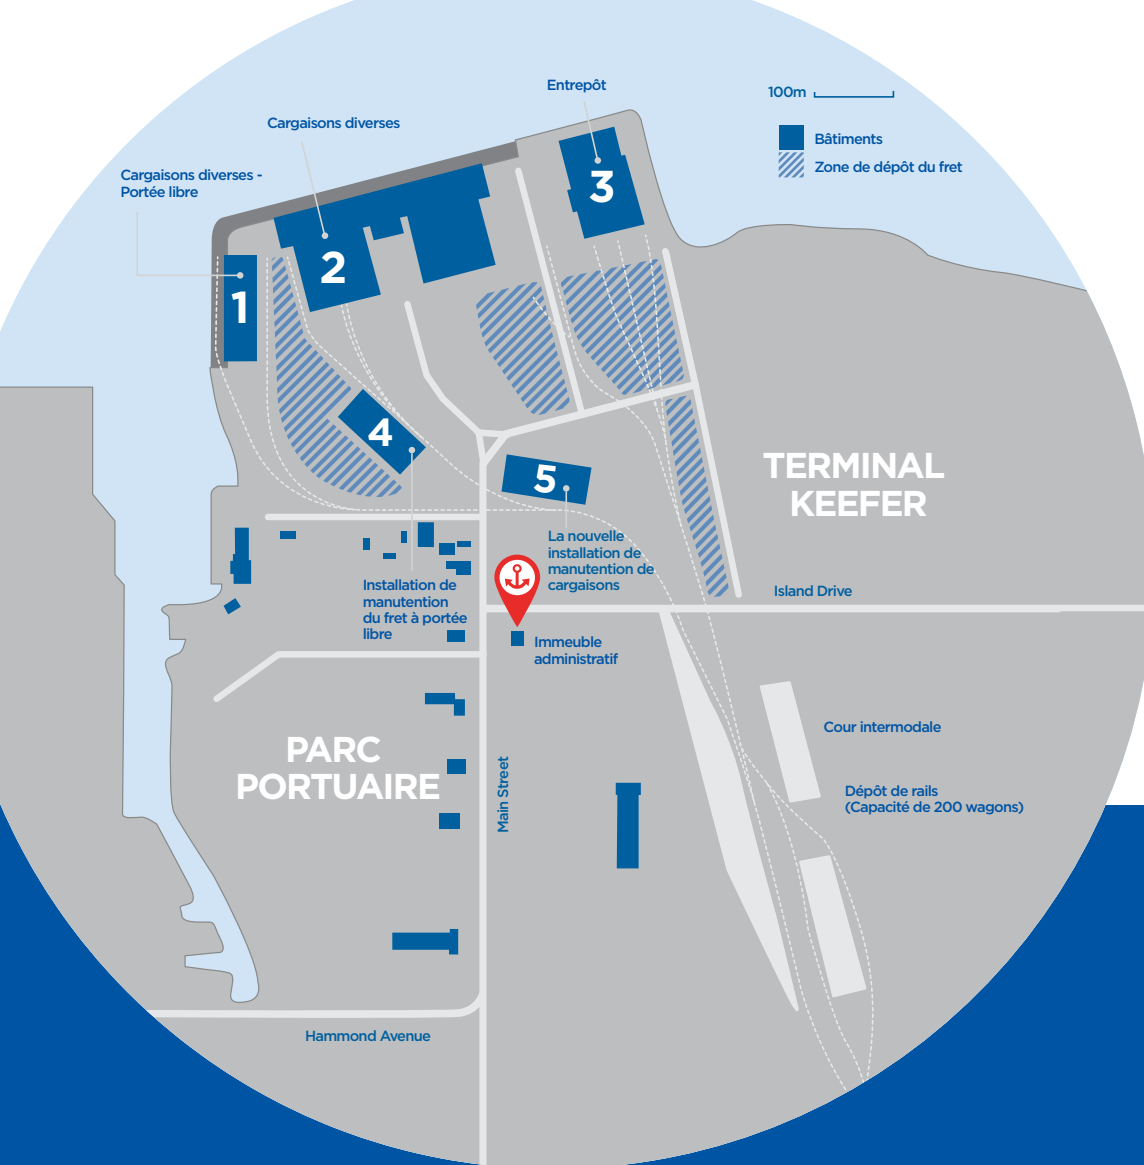 Entrepôt
100m
Cargaisons diverses
Bâtiments
Zone de dépôt du fret
Cargaisons diverses -
Portée libre
3
2
1
4
5
TERMINAL
KEEFER
La nouvelle
installation de
manutention de
cargaisons
Installation de
manutention
du fret à portée
libre
Island Drive
Immeuble
administratif
PARC
PORTUAIRE
Main Street
Cour intermodale
Dépôt de rails
(Capacité de 200 wagons)
Hammond Avenue